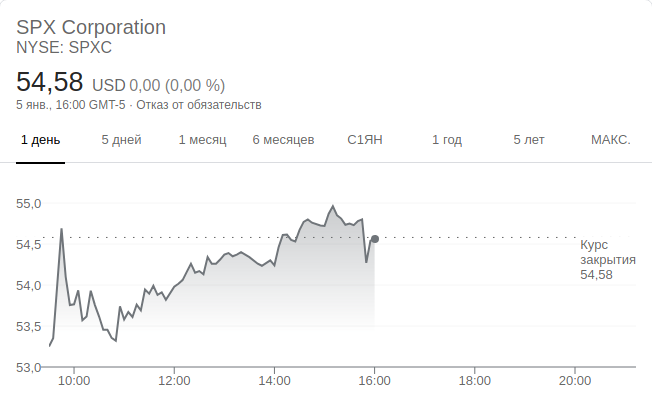 SPX Corporation
NYSE: SPXC
54,58 USD 0,00 (0,00 %)
5 янв., 16:00 GMT-5 · Отказ от обязательств
1 день 5 дней 1 месяц 6 месяцев С1ЯН 1 год 5 лет МАКС.
55,0
54,5
54,0
53,5
53,0
Курс
закрытия
54,58
10:00 12:00 14:00 16:00 18:00 20:00